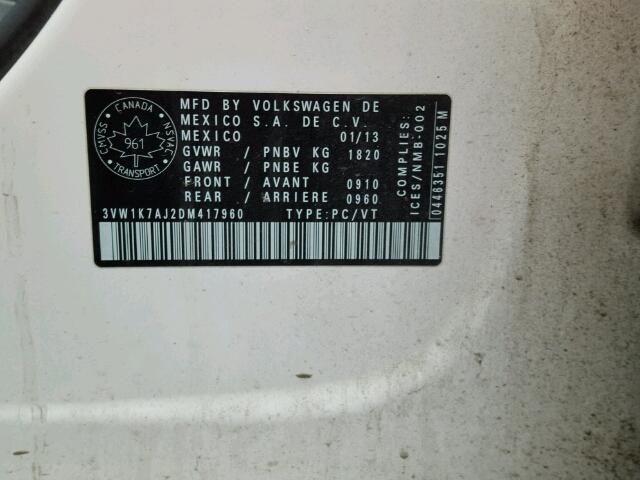 CANADA
CMVSS
NSVAC
961
TRANSPORT
MFD BY VOLKSWAGEN DE
MEXICO S.A. DE C.V.
MEXICO 01/13
GVWR / PNBV KG 1820
GAWR / PNBE KG
FRONT / AVANT 0910
REAR / ARRIERE 0960
3VW1K7AJ2DM417960 TYPE:PC/VT
COMPLIES:
ICES/NMB-002
0446351 1025 M